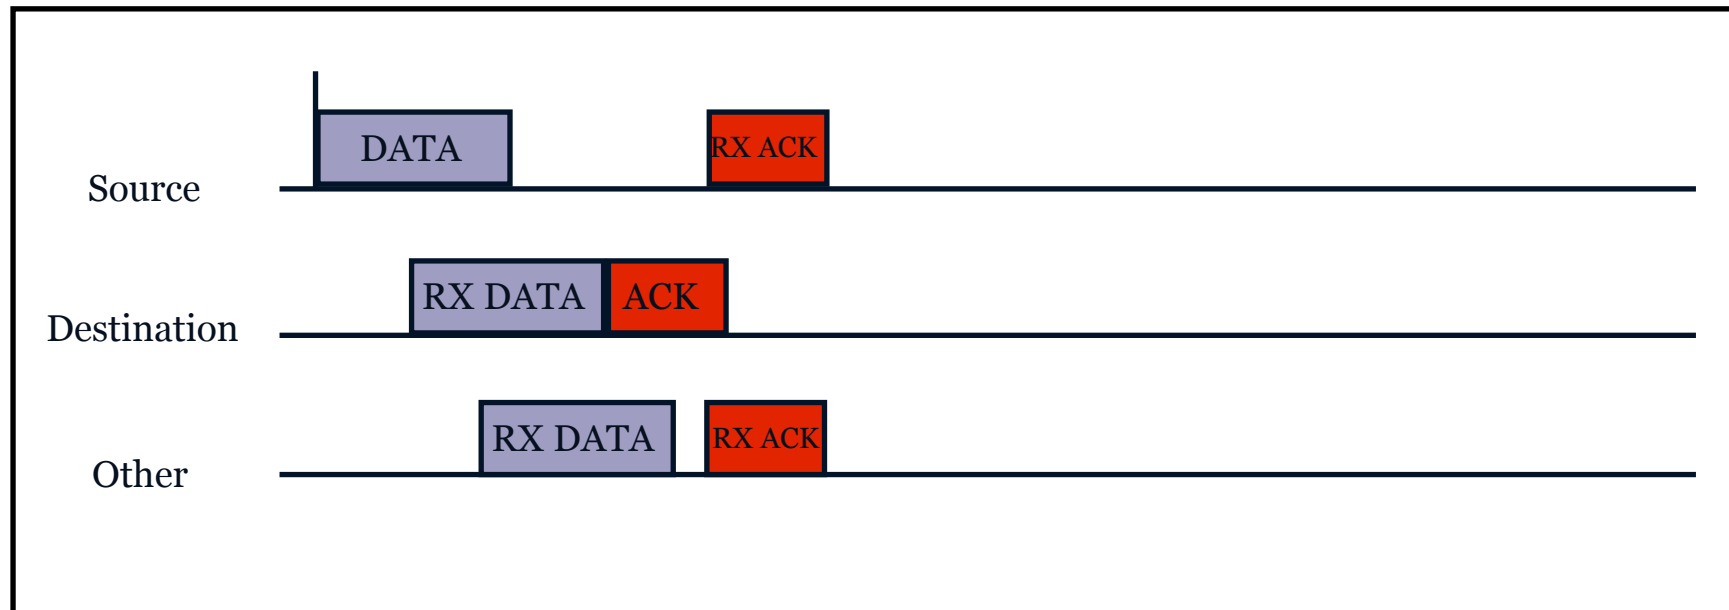 DATA
RX ACK
Source
RX DATA
ACK
Destination
RX DATA
RX ACK
Other